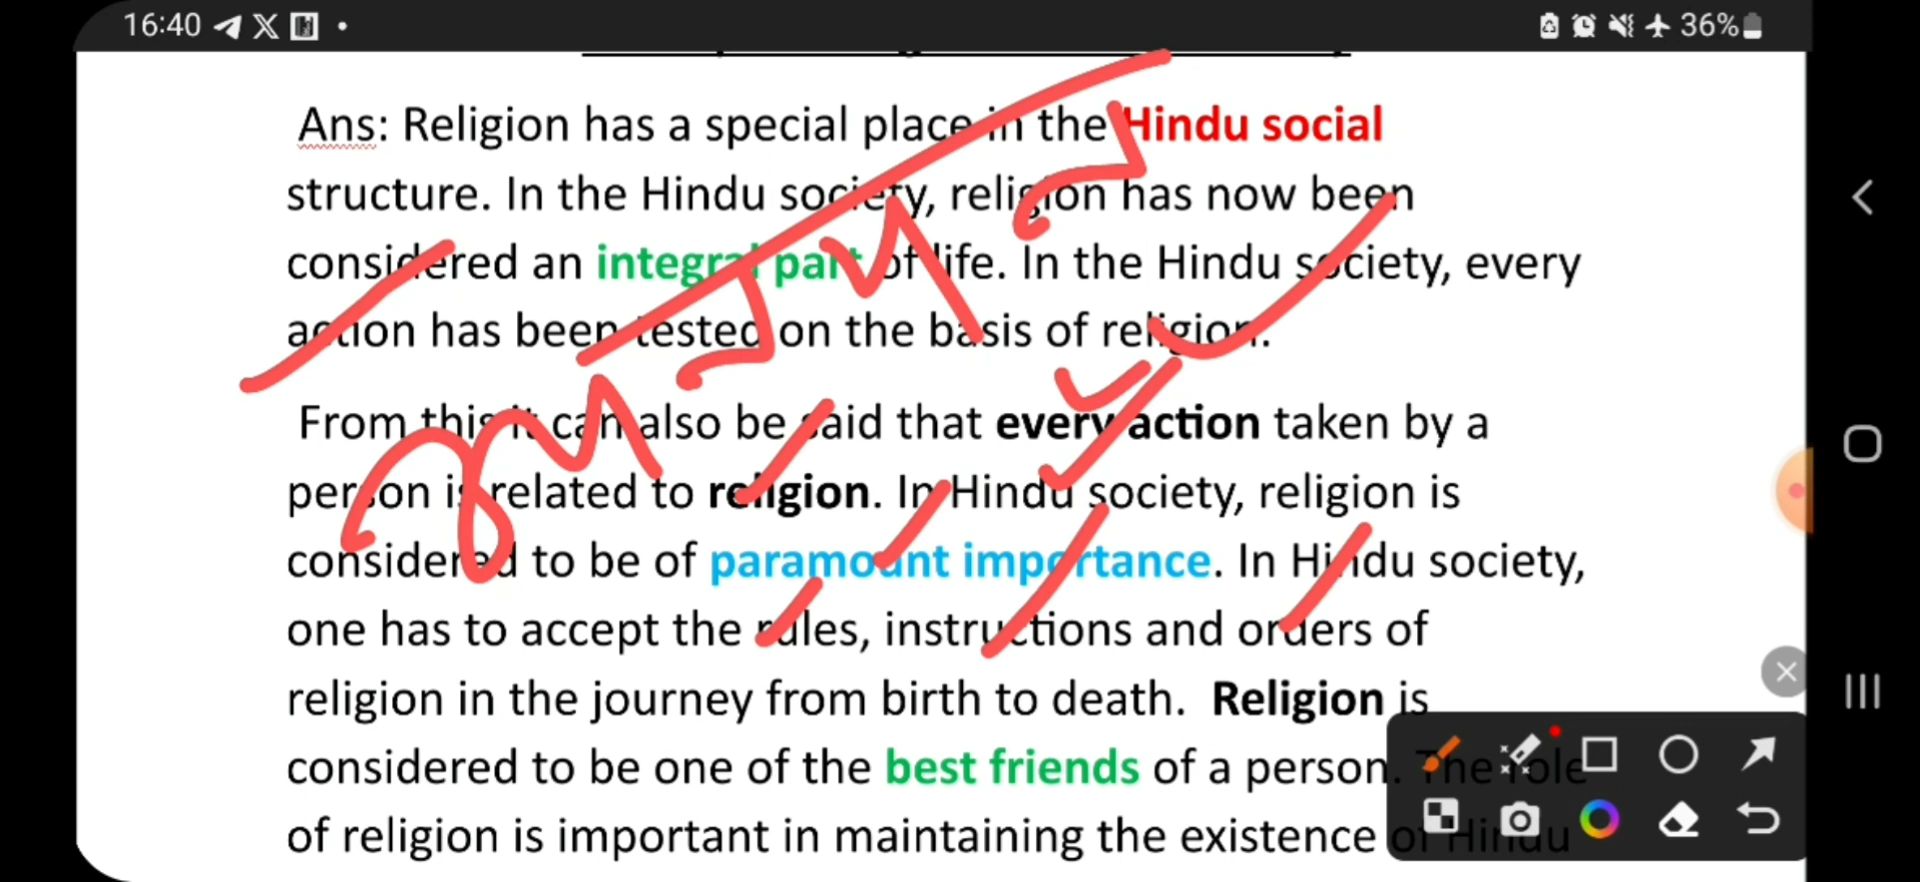 16:40 36%
Ans: Religion has a special place in the Hindu social
structure. In the Hindu society, religion has now been
considered an integral part of life. In the Hindu society, every
action has been tested on the basis of religion.
From this it can also be said that every action taken by a
person is related to religion. In Hindu society, religion is
considered to be of paramount importance. In Hindu society,
one has to accept the rules, instructions and orders of
religion in the journey from birth to death. Religion is
considered to be one of the best friends of a person. The role
of religion is important in maintaining the existence of Hindu